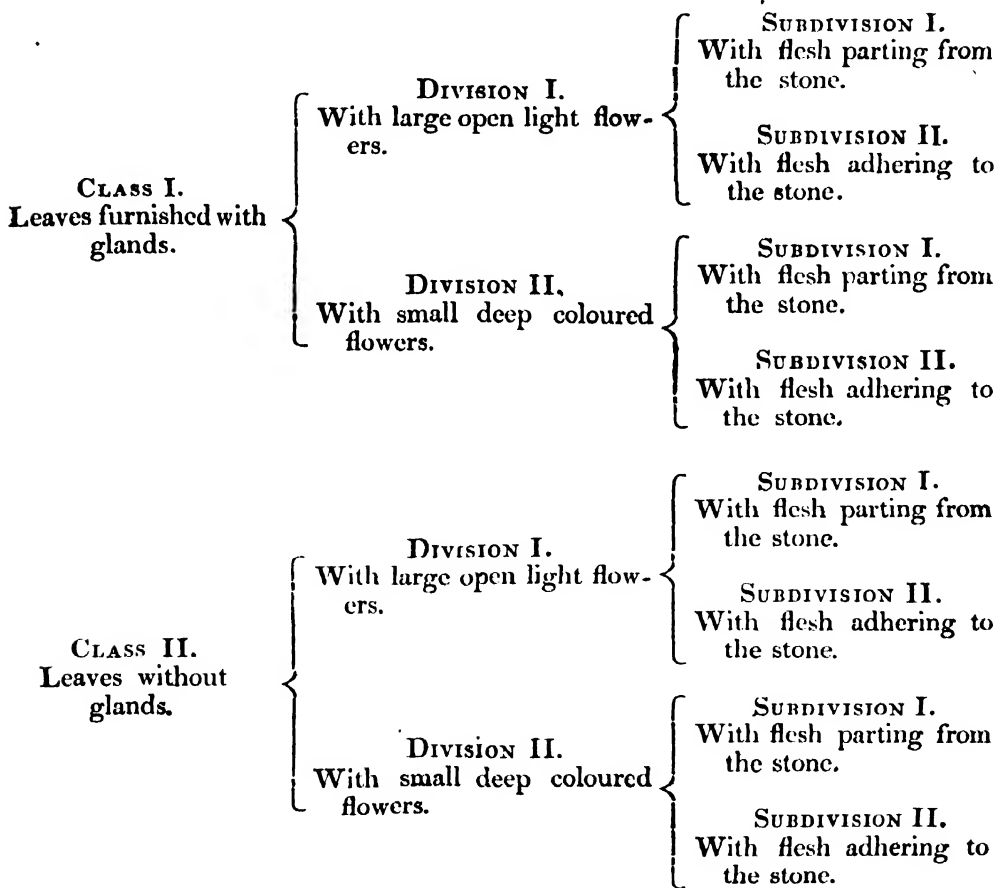 CLASS I.
Leaves furnished with
glands.
DIVISION I.
With large open light flow-
ers.
SUBDIVISION I.
With flesh parting from
the stone.
SUBDIVISION II.
With flesh adhering to
the stone.
DIVISION II.
With small deep coloured
flowers.
SUBDIVISION I.
With flesh parting from
the stone.
SUBDIVISION II.
With flesh adhering to
the stone.
CLASS II.
Leaves without
glands.
DIVISION I.
With large open light flow-
ers.
SUBDIVISION I.
With flesh parting from
the stone.
SUBDIVISION II.
With flesh adhering to
the stone.
DIVISION II.
With small deep coloured
flowers.
SUBDIVISION I.
With flesh parting from
the stone.
SUBDIVISION II.
With flesh adhering to
the stone.